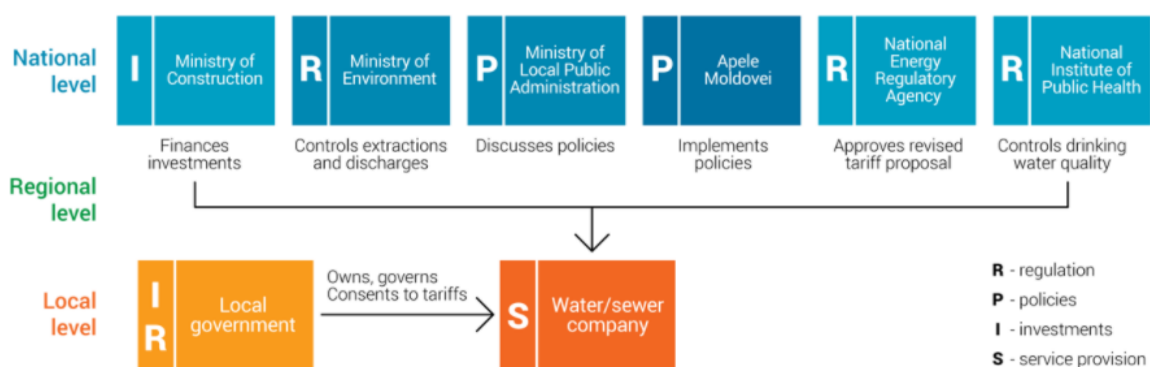 National
level
I
Ministry of
Construction
R
Ministry of
Environment
P
Ministry of
Local Public
Administration
P
Apele
Moldovei
R
National
Energy
Regulatory
Agency
R
National
Institute of
Public Health
Finances
investments
Controls extractions
and discharges
Discusses policies
Implements
policies
Approves revised
tariff proposal
Controls drinking
water quality
Regional
level
Local
level
I
R
Local
government
Owns, governs
Consents to tariffs
S
Water/sewer
company
R - regulation
P - policies
I - investments
S - service provision